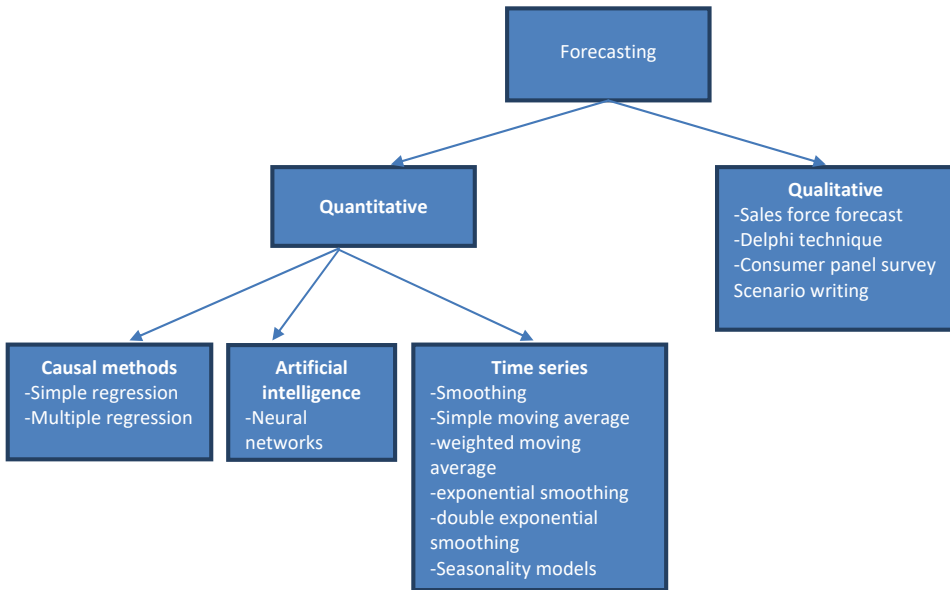 Forecasting
Quantitative
Qualitative
-Sales force forecast
-Delphi technique
-Consumer panel survey
Scenario writing
Causal methods
-Simple regression
-Multiple regression
Artificial
intelligence
-Neural
networks
Time series
-Smoothing
-Simple moving average
-weighted moving
average
-exponential smoothing
-double exponential
smoothing
-Seasonality models